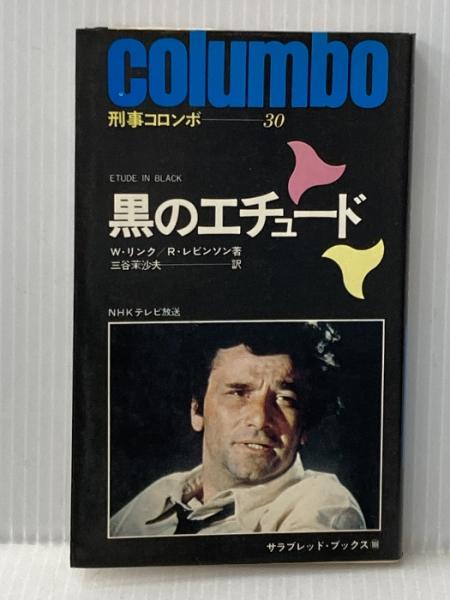 columbo
刑事コロンボ――30
ETUDE IN BLACK
黒のエチュード
W・リンク／R・レビンソン著
三谷茉沙夫――訳
NHKテレビ放送
サラブレッド・ブックス